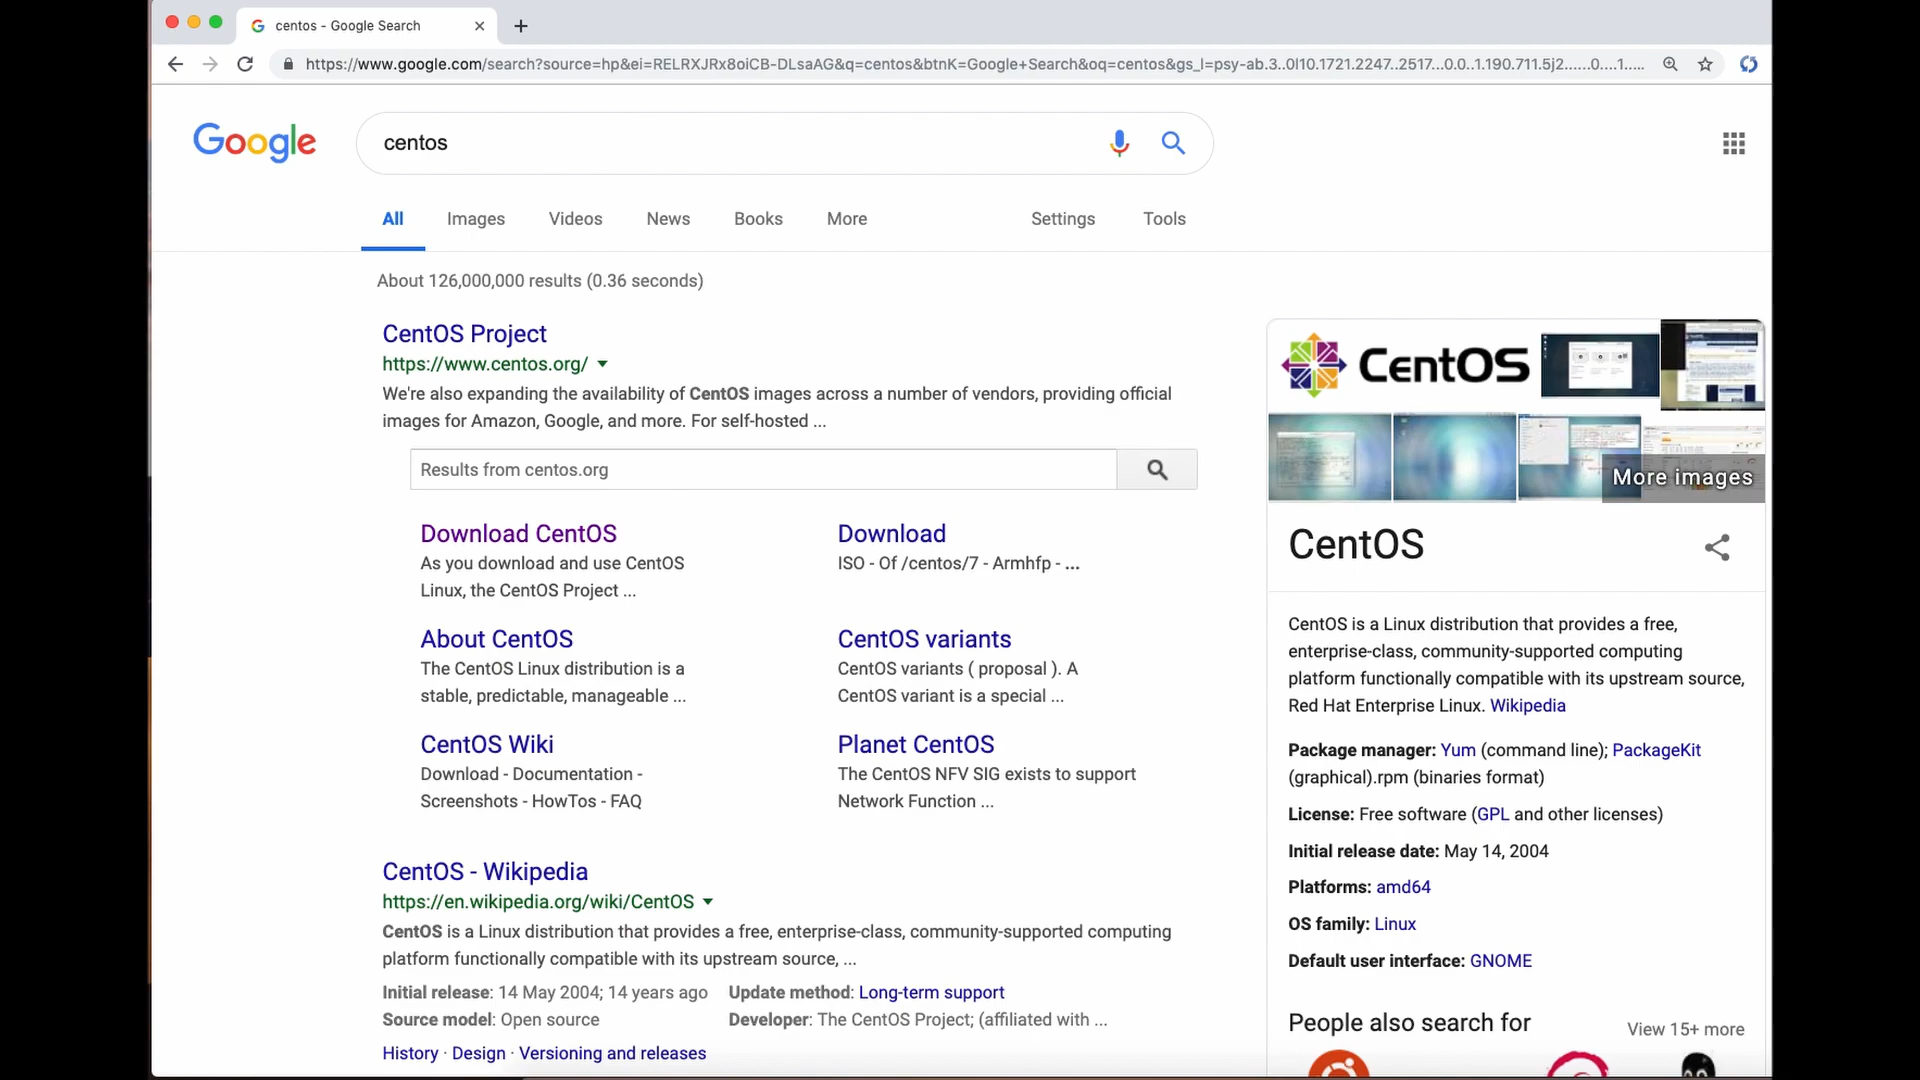 centos - Google Search
https://www.google.com/search?source=hp&ei=RELRXJRx8oiCB-DLsaAG&q=centos&btnK=Google+Search&oq=centos&gs_l=psy-ab.3..0l10.1721.2247..2517...0.0..1.190.711.5j2......0....1.....
Google
centos
All Images Videos News Books More Settings Tools
About 126,000,000 results (0.36 seconds)
CentOS Project
https://www.centos.org/
We're also expanding the availability of CentOS images across a number of vendors, providing official
images for Amazon, Google, and more. For self-hosted ...
Results from centos.org
Download CentOS
As you download and use CentOS
Linux, the CentOS Project ...
Download
ISO - Of /centos/7 - Armhfp - ...
About CentOS
The CentOS Linux distribution is a
stable, predictable, manageable ...
CentOS variants
CentOS variants ( proposal ). A
CentOS variant is a special ...
CentOS Wiki
Download - Documentation -
Screenshots - HowTos - FAQ
Planet CentOS
The CentOS NFV SIG exists to support
Network Function ...
CentOS - Wikipedia
https://en.wikipedia.org/wiki/CentOS
CentOS is a Linux distribution that provides a free, enterprise-class, community-supported computing
platform functionally compatible with its upstream source, ...
Initial release: 14 May 2004; 14 years ago Update method: Long-term support
Source model: Open source Developer: The CentOS Project; (affiliated with ...
History · Design · Versioning and releases
CentOS
More images
CentOS
CentOS is a Linux distribution that provides a free,
enterprise-class, community-supported computing
platform functionally compatible with its upstream source,
Red Hat Enterprise Linux. Wikipedia
Package manager: Yum (command line); PackageKit
(graphical).rpm (binaries format)
License: Free software (GPL and other licenses)
Initial release date: May 14, 2004
Platforms: amd64
OS family: Linux
Default user interface: GNOME
People also search for
View 15+ more